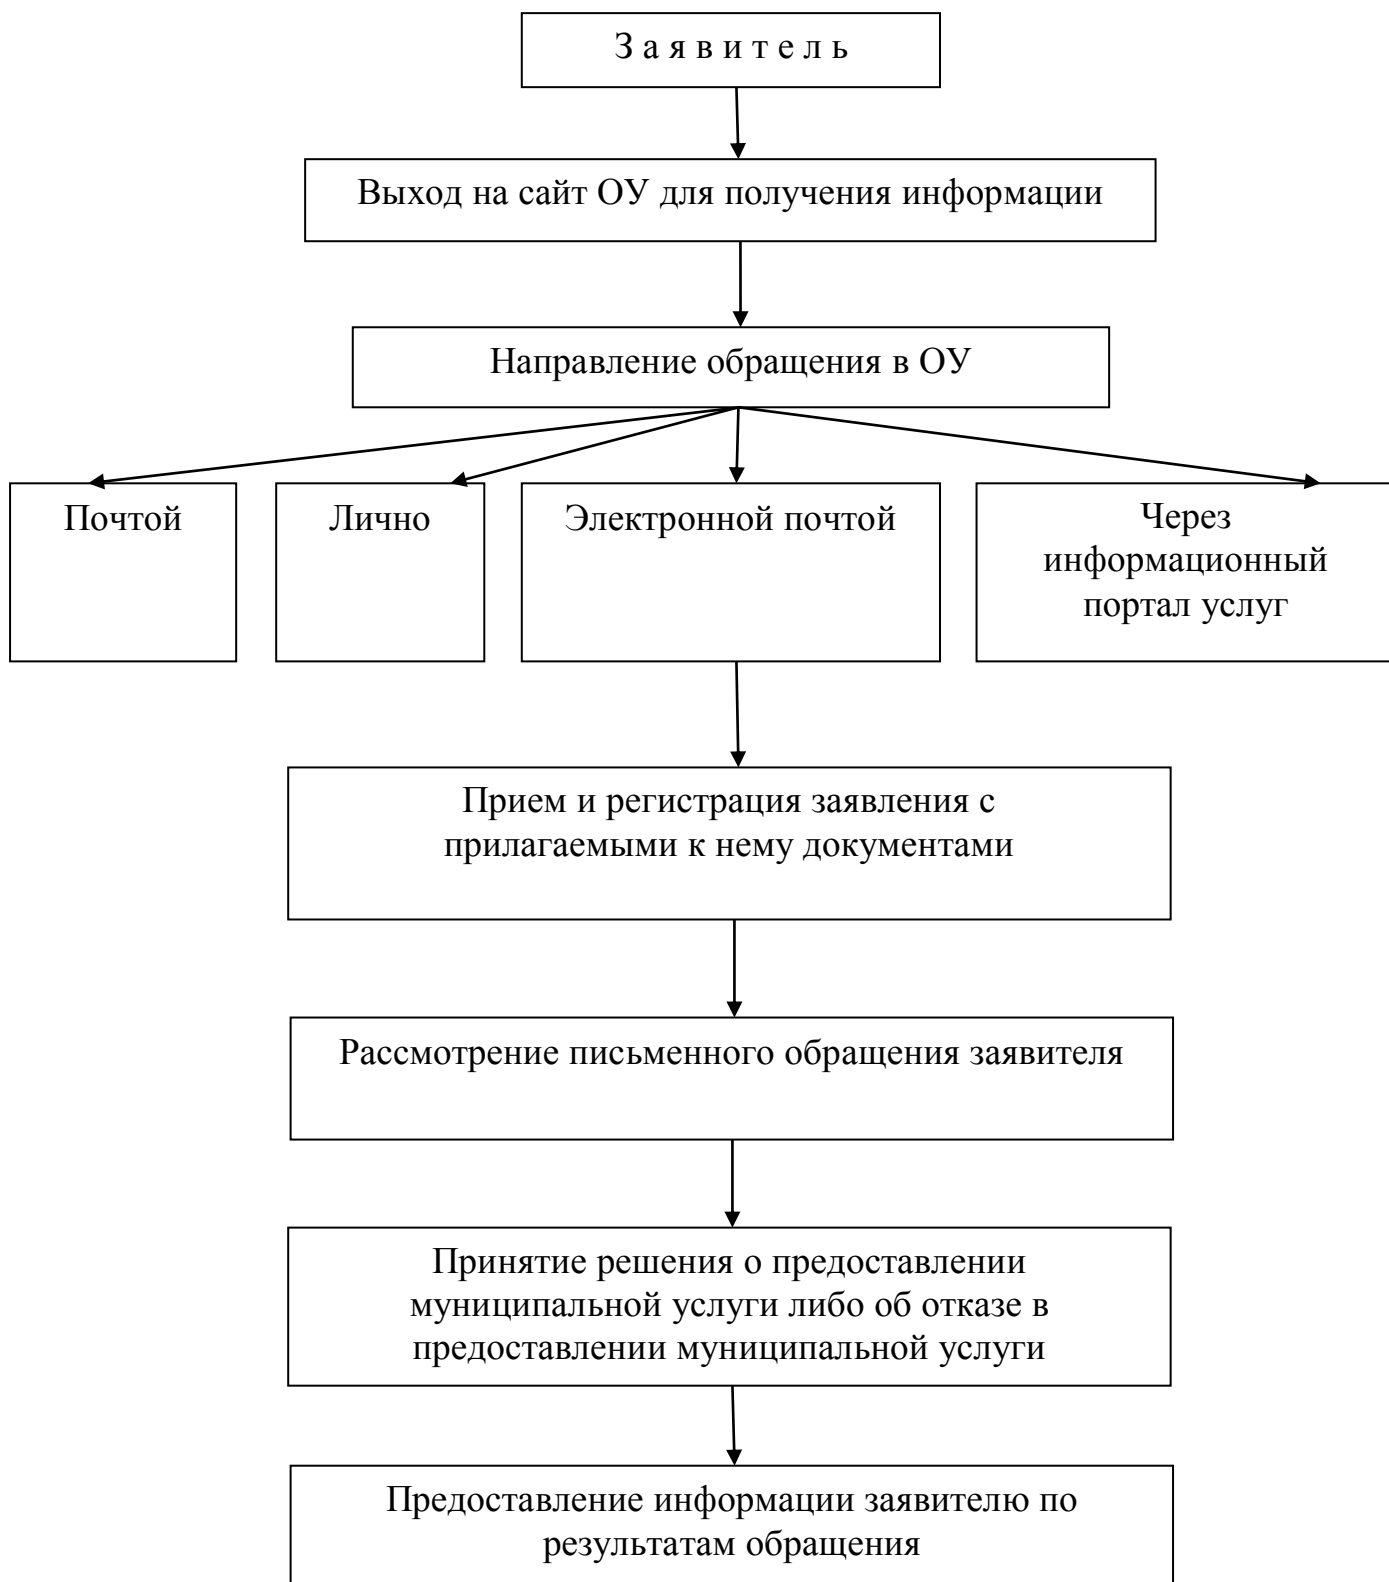 З а я в и т е л ь
Выход на сайт ОУ для получения информации
Направление обращения в ОУ
Почтой
Лично
Электронной почтой
Через
информационный
портал услуг
Прием и регистрация заявления с
прилагаемыми к нему документами
Рассмотрение письменного обращения заявителя
Принятие решения о предоставлении
муниципальной услуги либо об отказе в
предоставлении муниципальной услуги
Предоставление информации заявителю по
результатам обращения